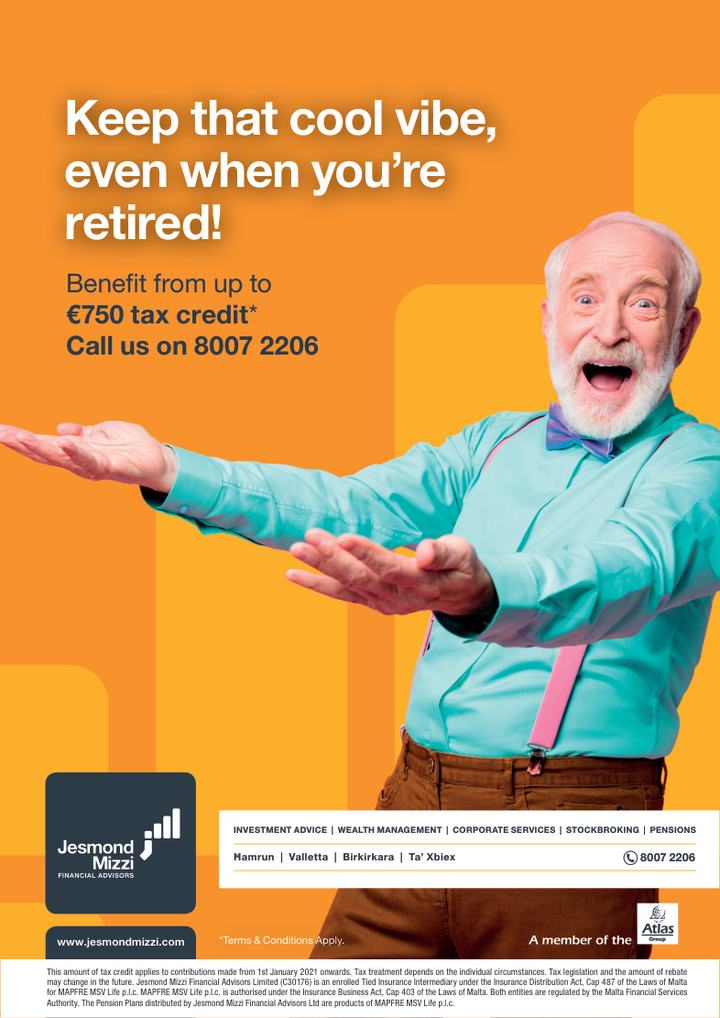 Keep that cool vibe,
even when you're
retired!
Benefit from up to
€750 tax credit*
Call us on 8007 2206
Jesmond
Mizzi
FINANCIAL ADVISORS
INVESTMENT ADVICE | WEALTH MANAGEMENT | CORPORATE SERVICES | STOCKBROKING | PENSIONS
Ħamrun | Valletta | Birkirkara | Ta' Xbiex
8007 2206
www.jesmondmizzi.com
*Terms & Conditions Apply.
A member of the
Atlas
Group
This amount of tax credit applies to contributions made from 1st January 2021 onwards. Tax treatment depends on the individual circumstances. Tax legislation and the amount of rebate
may change in the future. Jesmond Mizzi Financial Advisors Limited (C30176) is an enrolled Tied Insurance Intermediary under the Insurance Distribution Act, Cap 487 of the Laws of Malta
for MAPFRE MSV Life p.l.c. MAPFRE MSV Life p.l.c. is authorised under the Insurance Business Act, Cap 403 of the Laws of Malta. Both entities are regulated by the Malta Financial Services
Authority. The Pension Plans distributed by Jesmond Mizzi Financial Advisors Ltd are products of MAPFRE MSV Life p.l.c.